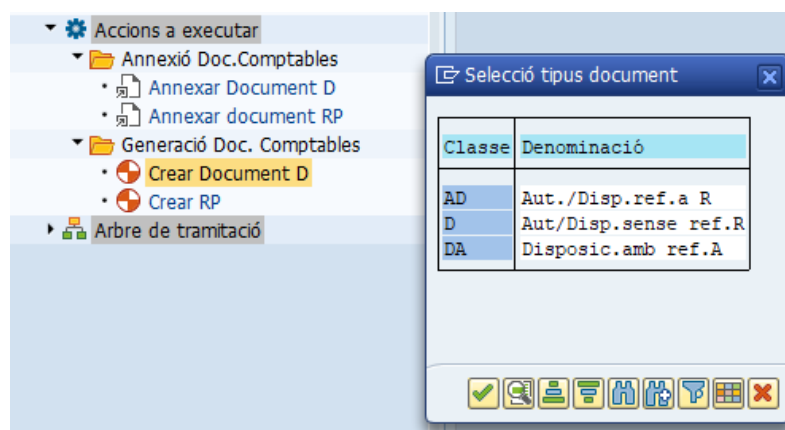 Accions a executar
Annexió Doc.Comptables
Annexar Document D
Annexar document RP
Generació Doc. Comptables
Crear Document D
Crear RP
Arbre de tramitació
Selecció tipus document
Classe Denominació
AD Aut./Disp.ref.a R
D Aut/Disp.sense ref.R
DA Disposic.amb ref.A